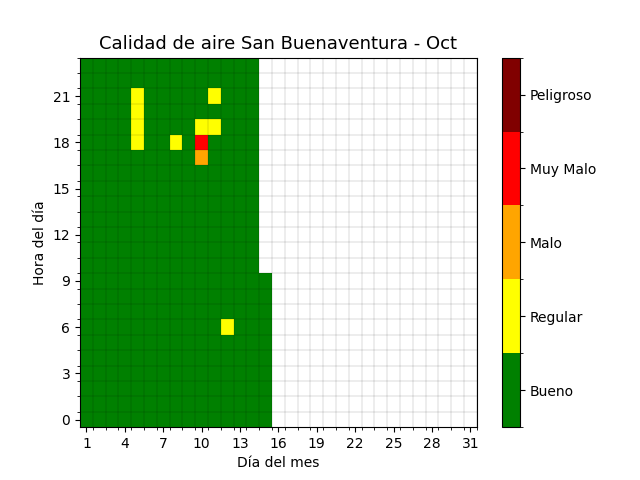 Calidad de aire San Buenaventura - Oct
Hora del día
21
18
15
12
9
6
3
0
1 4 7 10 13 16 19 22 25 28 31
Día del mes
Peligroso
Muy Malo
Malo
Regular
Bueno